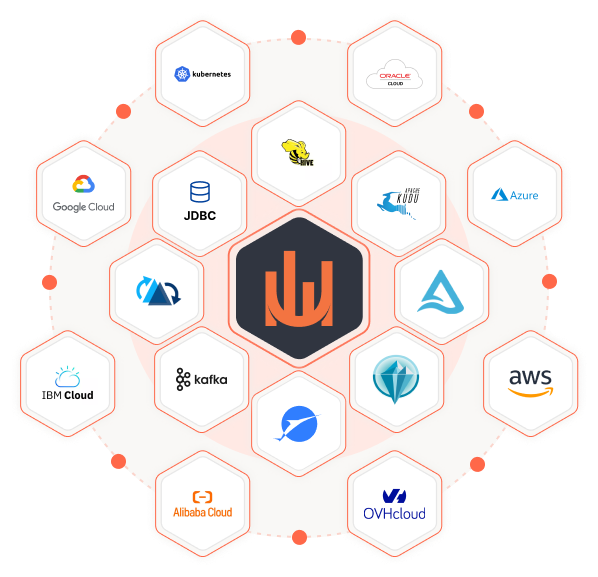 kubernetes
ORACLE
CLOUD
HIVE
Google Cloud
JDBC
APACHE
KUDU
Azure
IBM Cloud
kafka
aws
Alibaba Cloud
OVHcloud